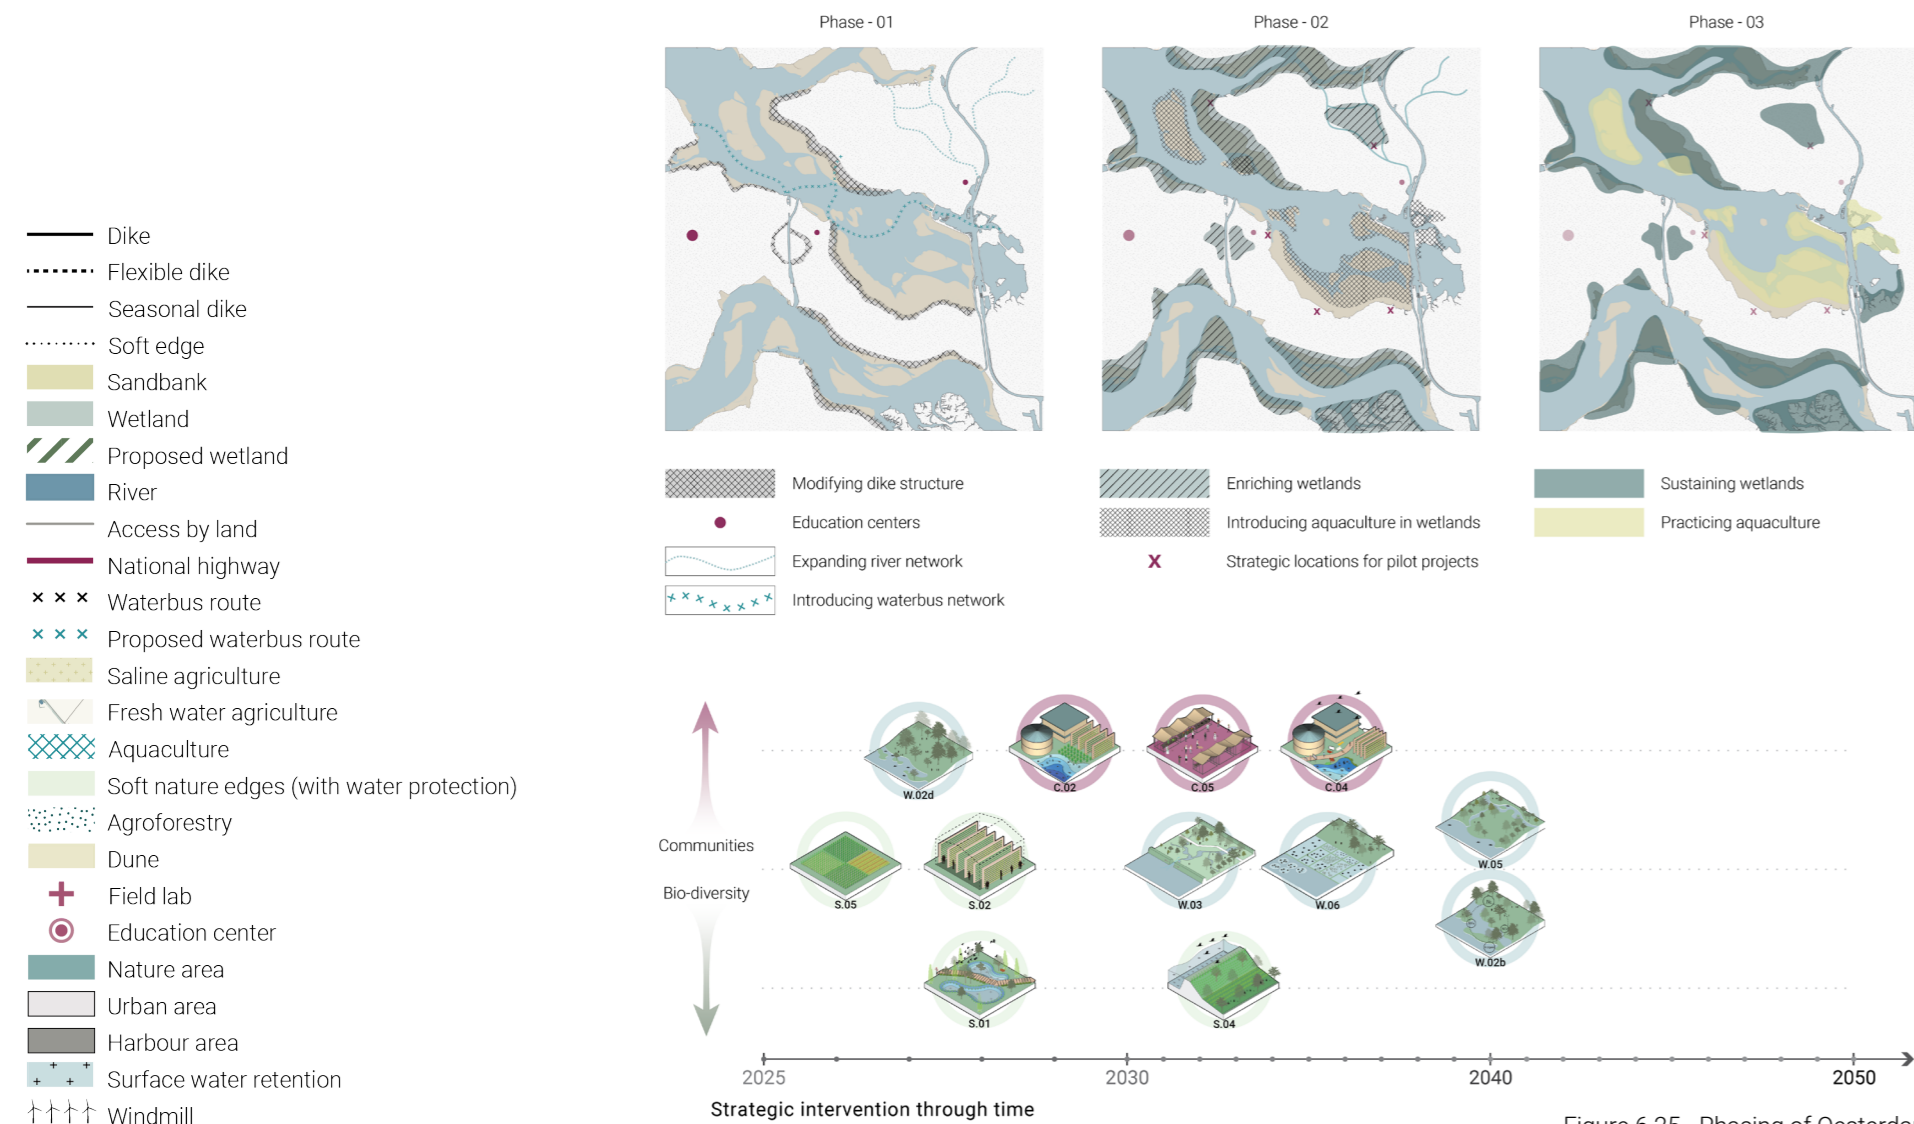 Phase - 01
Phase - 02
Phase - 03
Dike
Flexible dike
Seasonal dike
Soft edge
Sandbank
Wetland
Proposed wetland
River
Access by land
National highway
Waterbus route
Proposed waterbus route
Saline agriculture
Fresh water agriculture
Aquaculture
Soft nature edges (with water protection)
Agroforestry
Dune
Field lab
Education center
Nature area
Urban area
Harbour area
Surface water retention
Windmill
Modifying dike structure
Education centers
Expanding river network
Introducing waterbus network
Enriching wetlands
Introducing aquaculture in wetlands
X Strategic locations for pilot projects
Sustaining wetlands
Practicing aquaculture
Communities
Bio-diversity
W.02d
C.02
C.05
C.04
S.05
S.02
W.03
W.06
W.05
W.02b
S.01
S.04
2025
2030
2040
2050
Strategic intervention through time
Figure 6.25 Phasing of